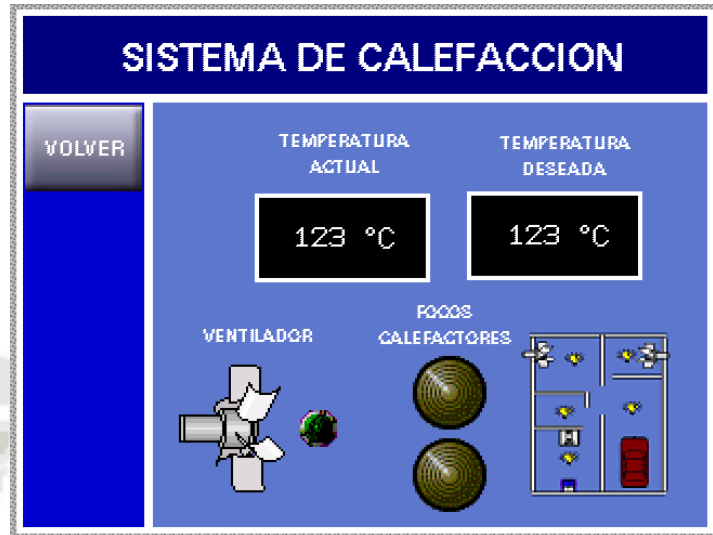 SISTEMA DE CALEFACCION
VOLVER
TEMPERATURA
ACTUAL
TEMPERATURA
DESEADA
123 °C
123 °C
VENTILADOR
FOCOS
CALEFACTORES